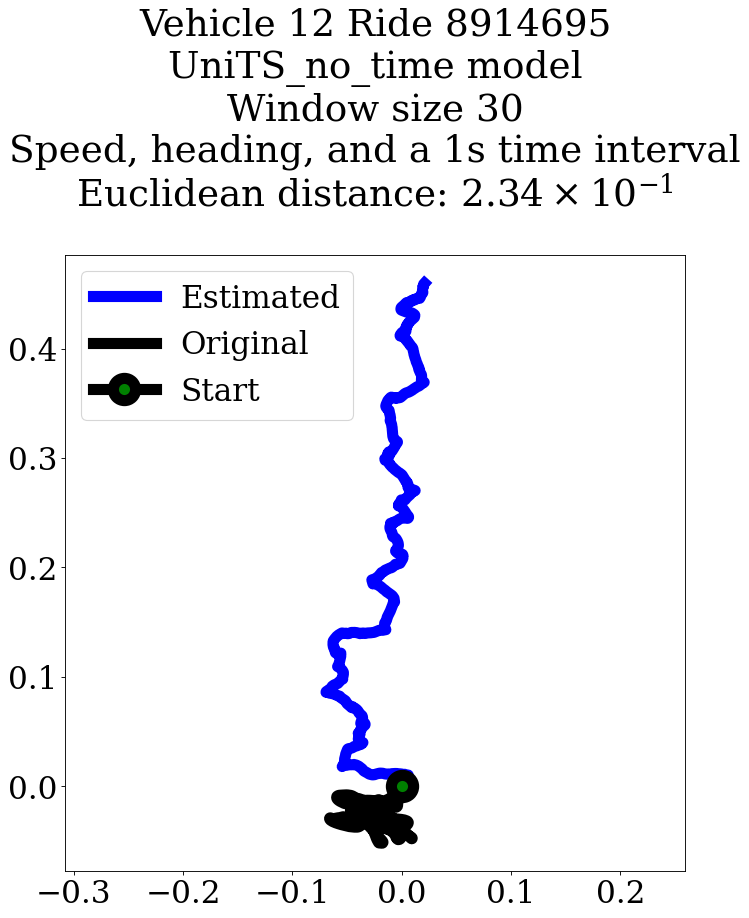 Vehicle 12 Ride 8914695
UniTS_no_time model
Window size 30
Speed, heading, and a 1s time interval
Euclidean distance: 2.34 × 10⁻¹
Estimated
Original
Start
0.4
0.3
0.2
0.1
0.0
−0.3 −0.2 −0.1 0.0 0.1 0.2